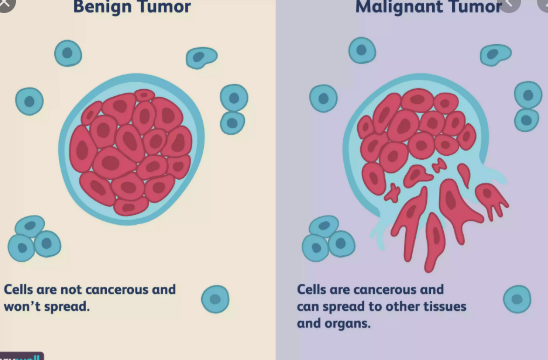 Benign Tumor
Malignant Tumor
Cells are not cancerous and
won't spread.
Cells are cancerous and
can spread to other tissues
and organs.